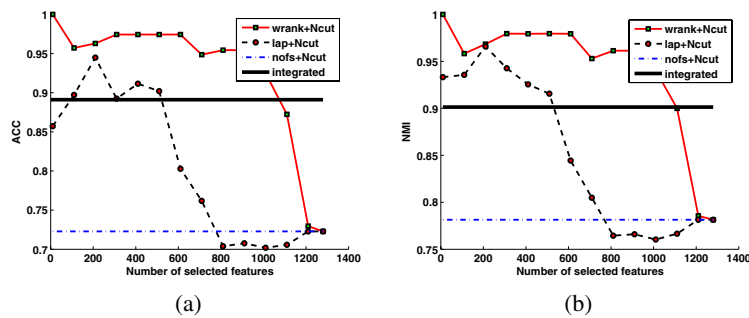 1
0.95
0.9
0.85
0.8
0.75
0.7
ACC
0
200
400
600
800
1000
1200
1400
Number of selected features
wrank+Ncut
lap+Ncut
nofs+Ncut
integrated
(a)
1
0.95
0.9
0.85
0.8
0.75
NMI
0
200
400
600
800
1000
1200
1400
Number of selected features
wrank+Ncut
lap+Ncut
nofs+Ncut
integrated
(b)